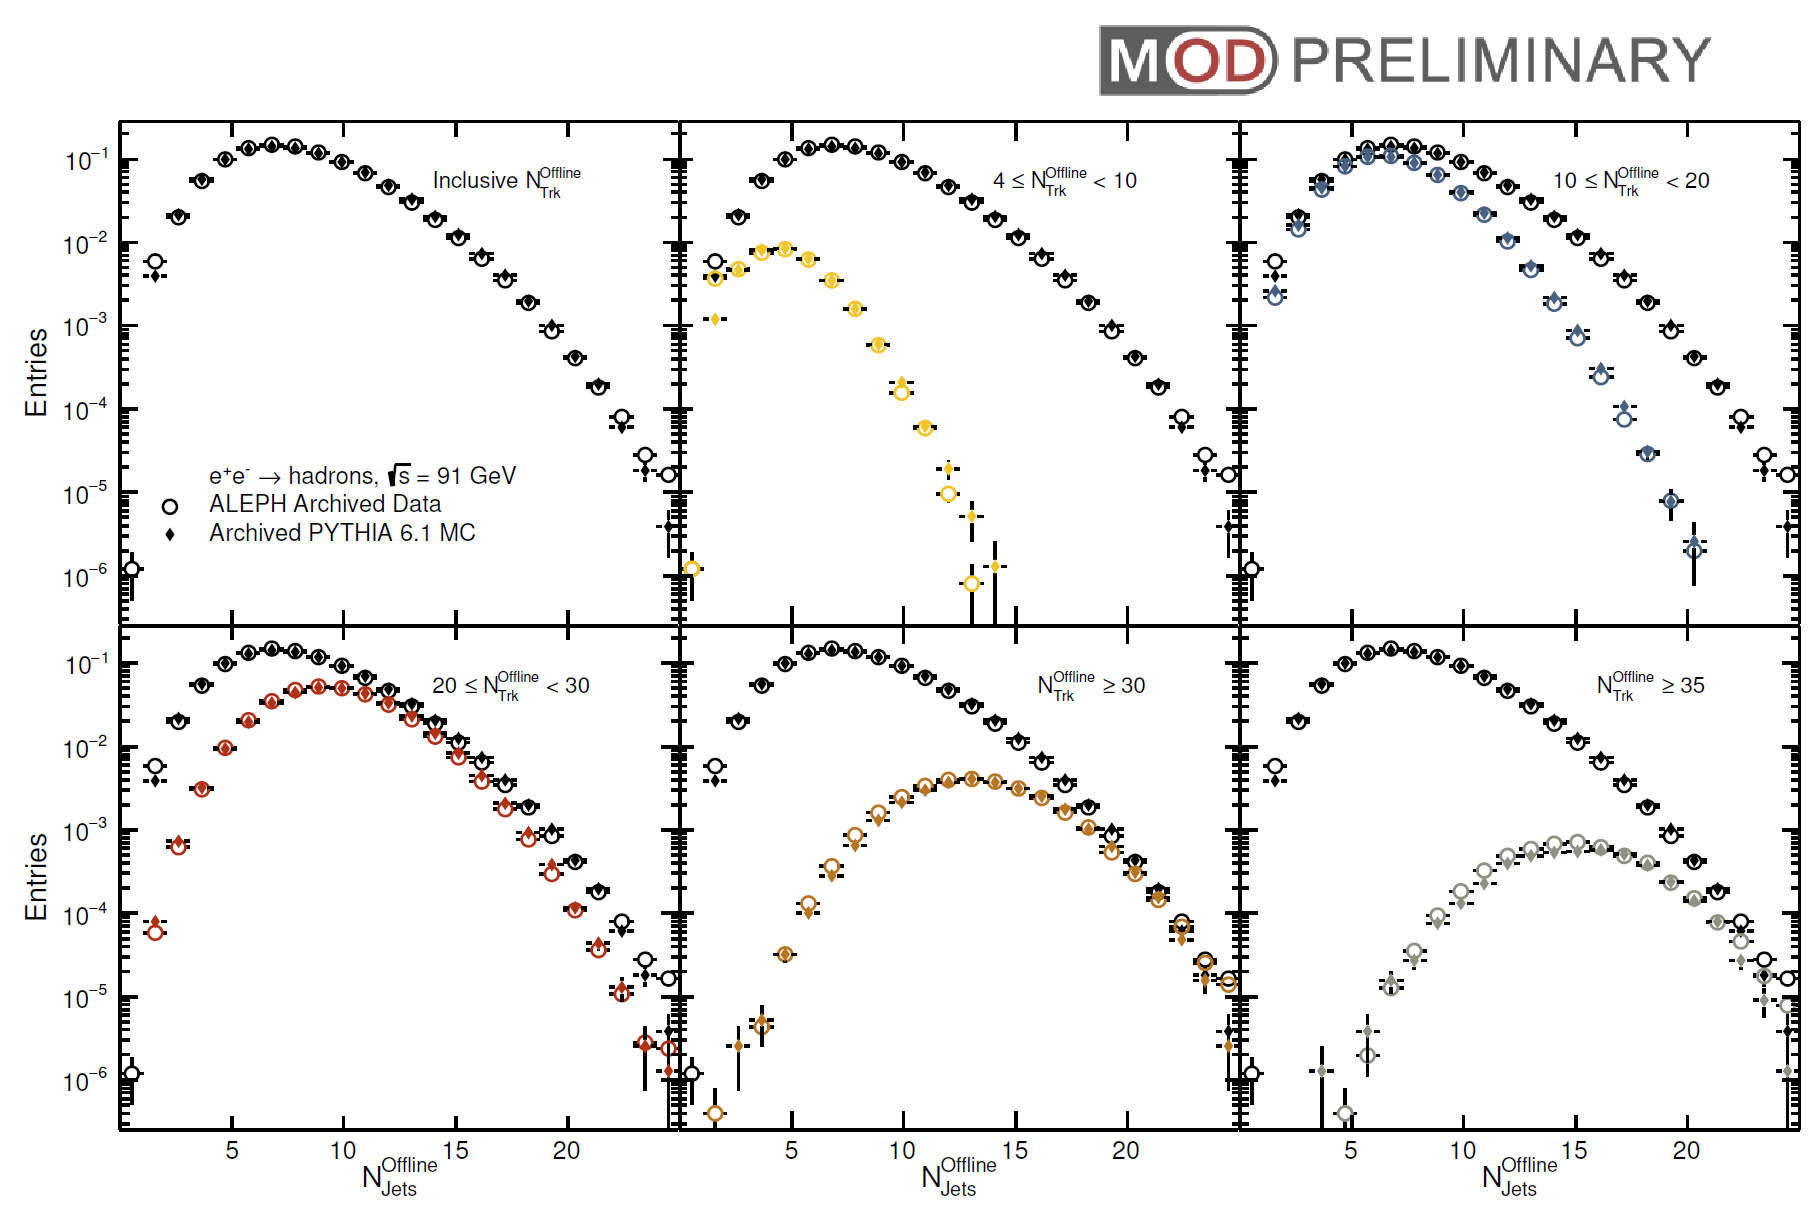 MOD PRELIMINARY
Inclusive N^Offline_Trk
4 ≤ N^Offline_Trk < 10
10 ≤ N^Offline_Trk < 20
10^−1
10^−2
10^−3
10^−4
10^−5
10^−6
Entries
e^+e^- → hadrons, √s = 91 GeV
ALEPH Archived Data
Archived PYTHIA 6.1 MC
20 ≤ N^Offline_Trk < 30
N^Offline_Trk ≥ 30
N^Offline_Trk ≥ 35
10^−1
10^−2
10^−3
10^−4
10^−5
10^−6
Entries
5 10 15 20
5 10 15 20
5 10 15 20
N^Offline_Jets
N^Offline_Jets
N^Offline_Jets